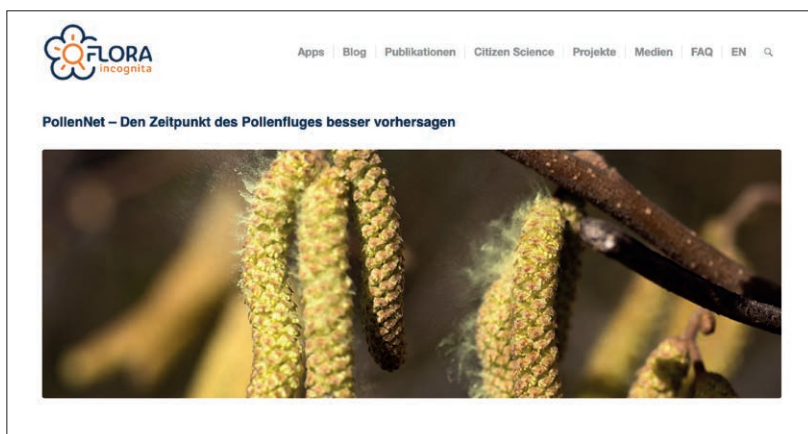 FLORA
incognita
Apps Blog Publikationen Citizen Science Projekte Medien FAQ EN
PollenNet – Den Zeitpunkt des Pollenfluges besser vorhersagen